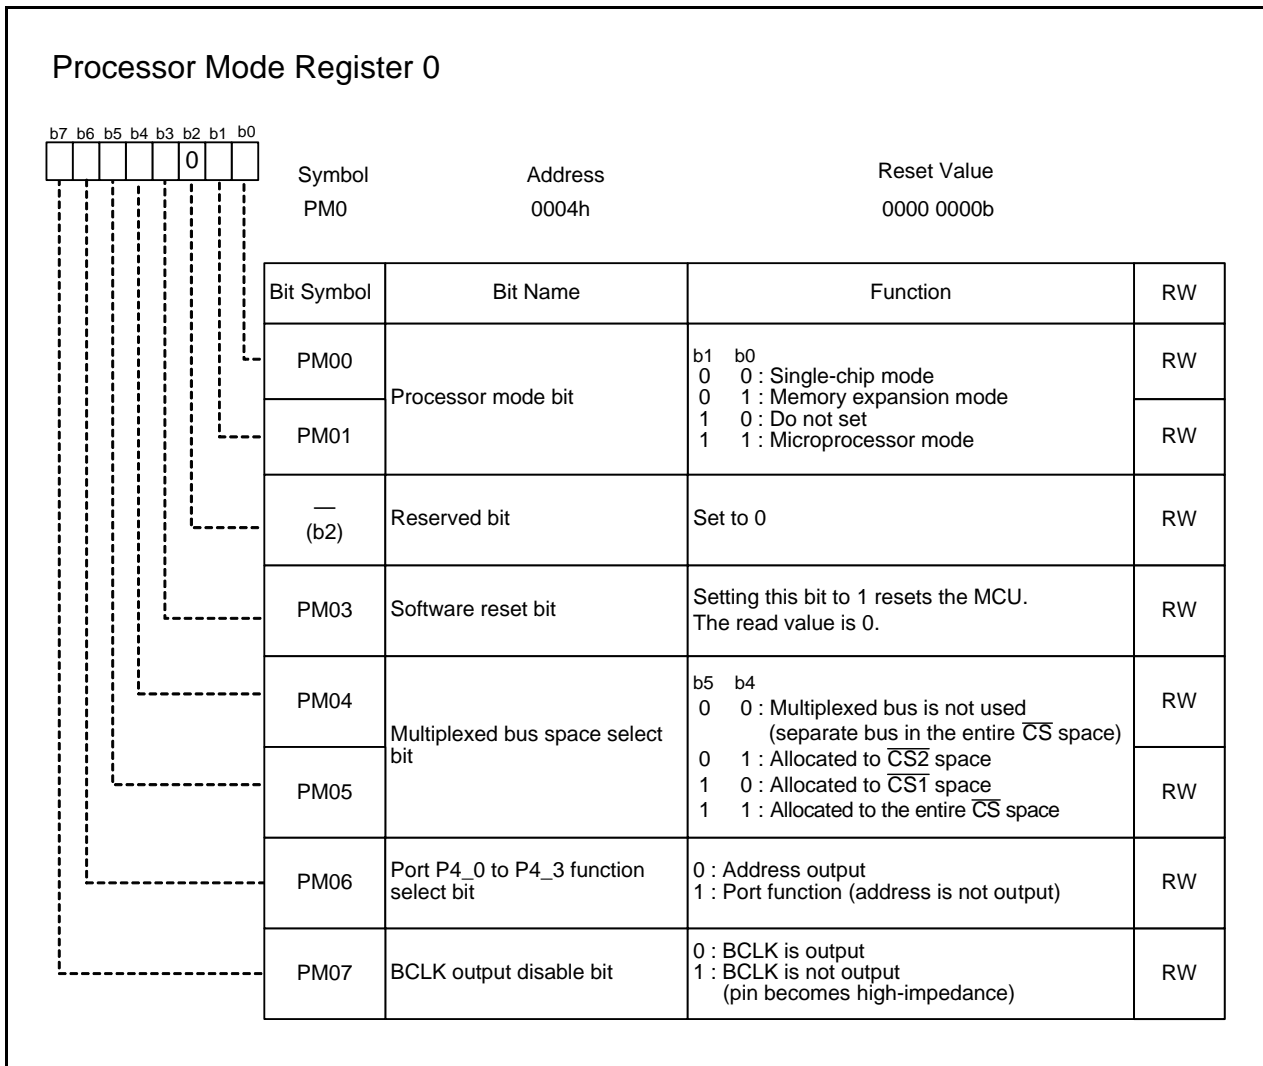 Processor Mode Register 0
b7 b6 b5 b4 b3 b2 b1 b0
0
Symbol Address Reset Value
PM0 0004h 0000 0000b
Bit Symbol Bit Name Function RW
PM00 Processor mode bit RW
b1 b0
0 0 : Single-chip mode
0 1 : Memory expansion mode
1 0 : Do not set
1 1 : Microprocessor mode
PM01 RW
—
(b2) Reserved bit Set to 0 RW
PM03 Software reset bit Setting this bit to 1 resets the MCU.
The read value is 0. RW
PM04 Multiplexed bus space select
bit RW
b5 b4
0 0 : Multiplexed bus is not used
(separate bus in the entire C̅S̅ space)
0 1 : Allocated to C̅S̅2̅ space
1 0 : Allocated to C̅S̅1̅ space
1 1 : Allocated to the entire C̅S̅ space
PM05 RW
PM06 Port P4_0 to P4_3 function
select bit
0 : Address output
1 : Port function (address is not output)
RW
PM07 BCLK output disable bit
0 : BCLK is output
1 : BCLK is not output
(pin becomes high-impedance)
RW